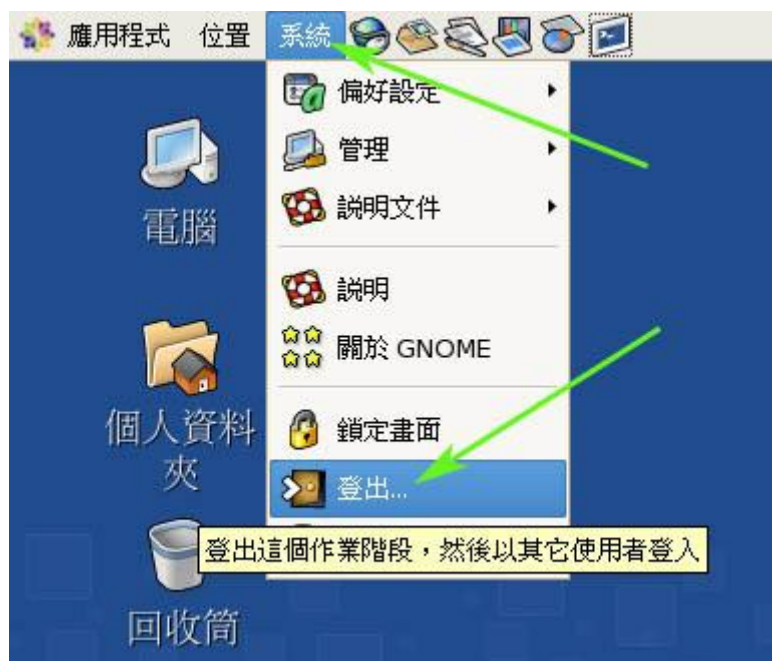 應用程式 位置 系統
偏好設定
管理
説明文件
説明
關於 GNOME
鎖定畫面
登出...
登出這個作業階段，然後以其它使用者登入
電腦
個人資料
夾
回收筒